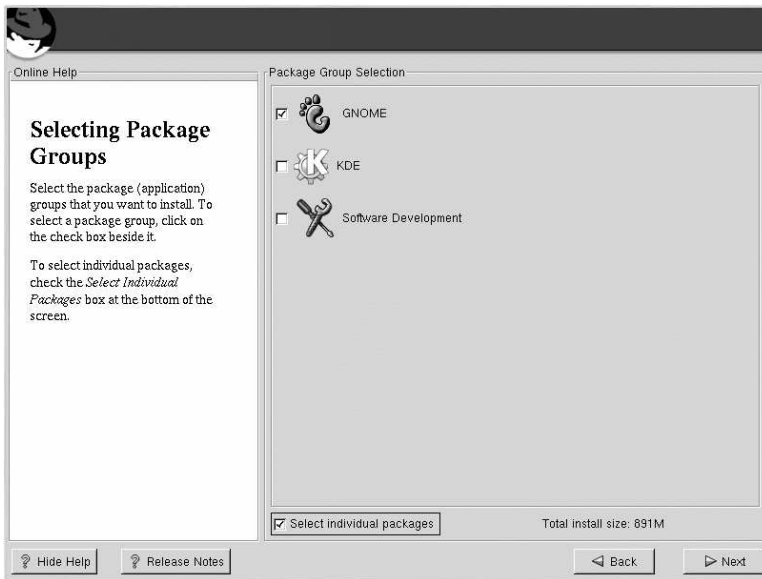 Online Help
Selecting Package
Groups
Select the package (application)
groups that you want to install. To
select a package group, click on
the check box beside it.
To select individual packages,
check the Select Individual
Packages box at the bottom of the
screen.
Package Group Selection
GNOME
KDE
Software Development
Select individual packages
Total install size: 891M
Hide Help
Release Notes
Back
Next